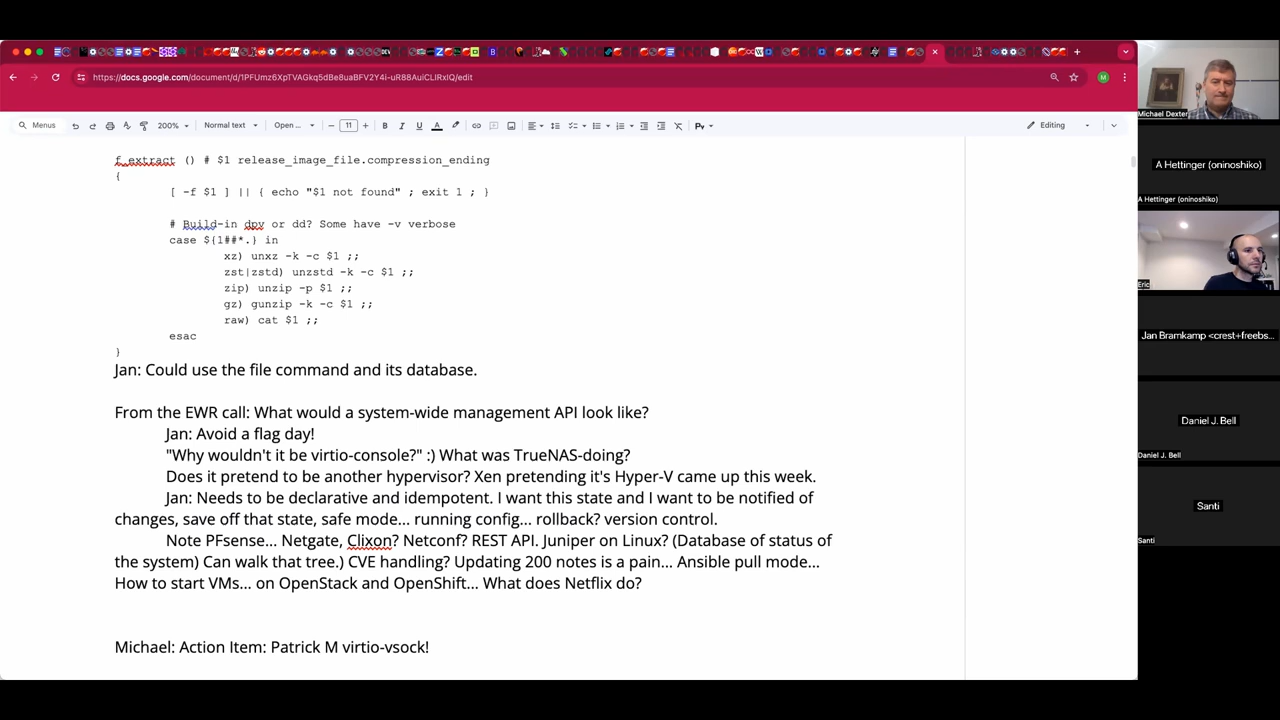 https://docs.google.com/document/d/1PFUmz6XpTVAGkq5dBe8uaBFV2Y4i-uR88AuiCLIRxlQ/edit
Menus 200% Normal text Open ... 11 B I U A Editing
f_extract () # $1 release_image_file.compression_ending
{
[ -f $1 ] || { echo "$1 not found" ; exit 1 ; }
# Build-in dpv or dd? Some have -v verbose
case ${1##*.} in
xz) unxz -k -c $1 ;;
zst|zstd) unzstd -k -c $1 ;;
zip) unzip -p $1 ;;
gz) gunzip -k -c $1 ;;
raw) cat $1 ;;
esac
}
Jan: Could use the file command and its database.
From the EWR call: What would a system-wide management API look like?
Jan: Avoid a flag day!
"Why wouldn't it be virtio-console?" :) What was TrueNAS-doing?
Does it pretend to be another hypervisor? Xen pretending it's Hyper-V came up this week.
Jan: Needs to be declarative and idempotent. I want this state and I want to be notified of
changes, save off that state, safe mode... running config... rollback? version control.
Note PFsense... Netgate, Clixon? Netconf? REST API. Juniper on Linux? (Database of status of
the system) Can walk that tree.) CVE handling? Updating 200 notes is a pain... Ansible pull mode...
How to start VMs... on OpenStack and OpenShift... What does Netflix do?
Michael: Action Item: Patrick M virtio-vsock!
Michael Dexter
A Hettinger (oninoshiko)
A Hettinger (oninoshiko)
Eric
Jan Bramkamp <crest+freebs...
Daniel J. Bell
Daniel J. Bell
Santi
Santi